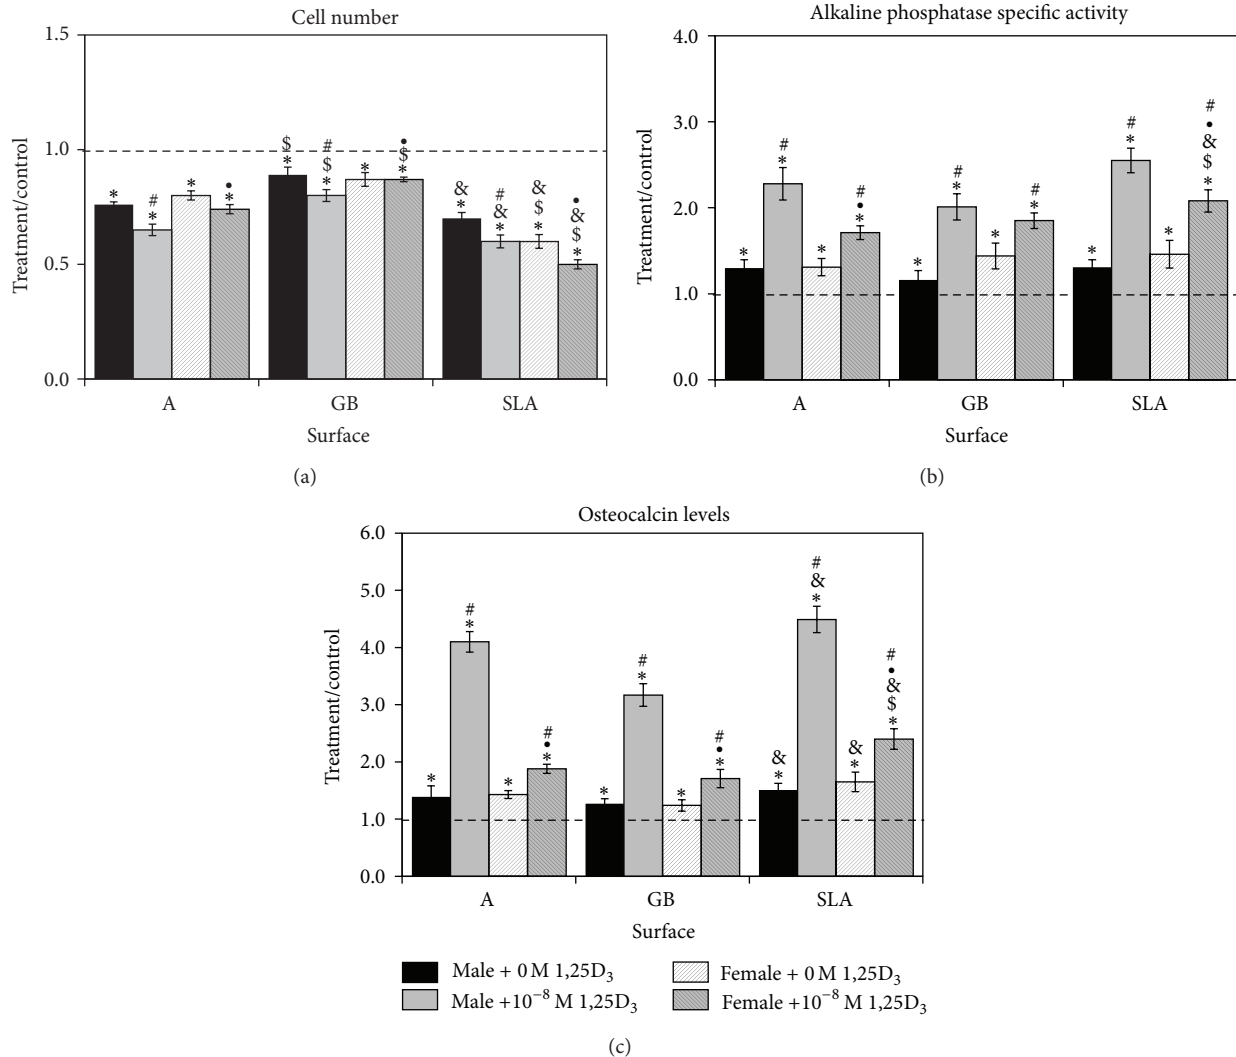 Cell number
Treatment/control
1.5
1.0
0.5
0.0
* # * * • *
$ * # $ * * • $ *
& * # & * & $ * • & $ *
A GB SLA
Surface
(a)
Alkaline phosphatase specific activity
Treatment/control
4.0
3.0
2.0
1.0
0.0
* # * * # • *
* # * * # *
* # * * # • & $ *
A GB SLA
Surface
(b)
Osteocalcin levels
Treatment/control
6.0
5.0
4.0
3.0
2.0
1.0
0.0
* # * * # • *
* # * * # • *
& * # & * & * # • & $ *
A GB SLA
Surface
Male + 0 M 1,25D₃
Male +10⁻⁸ M 1,25D₃
Female + 0 M 1,25D₃
Female +10⁻⁸ M 1,25D₃
(c)